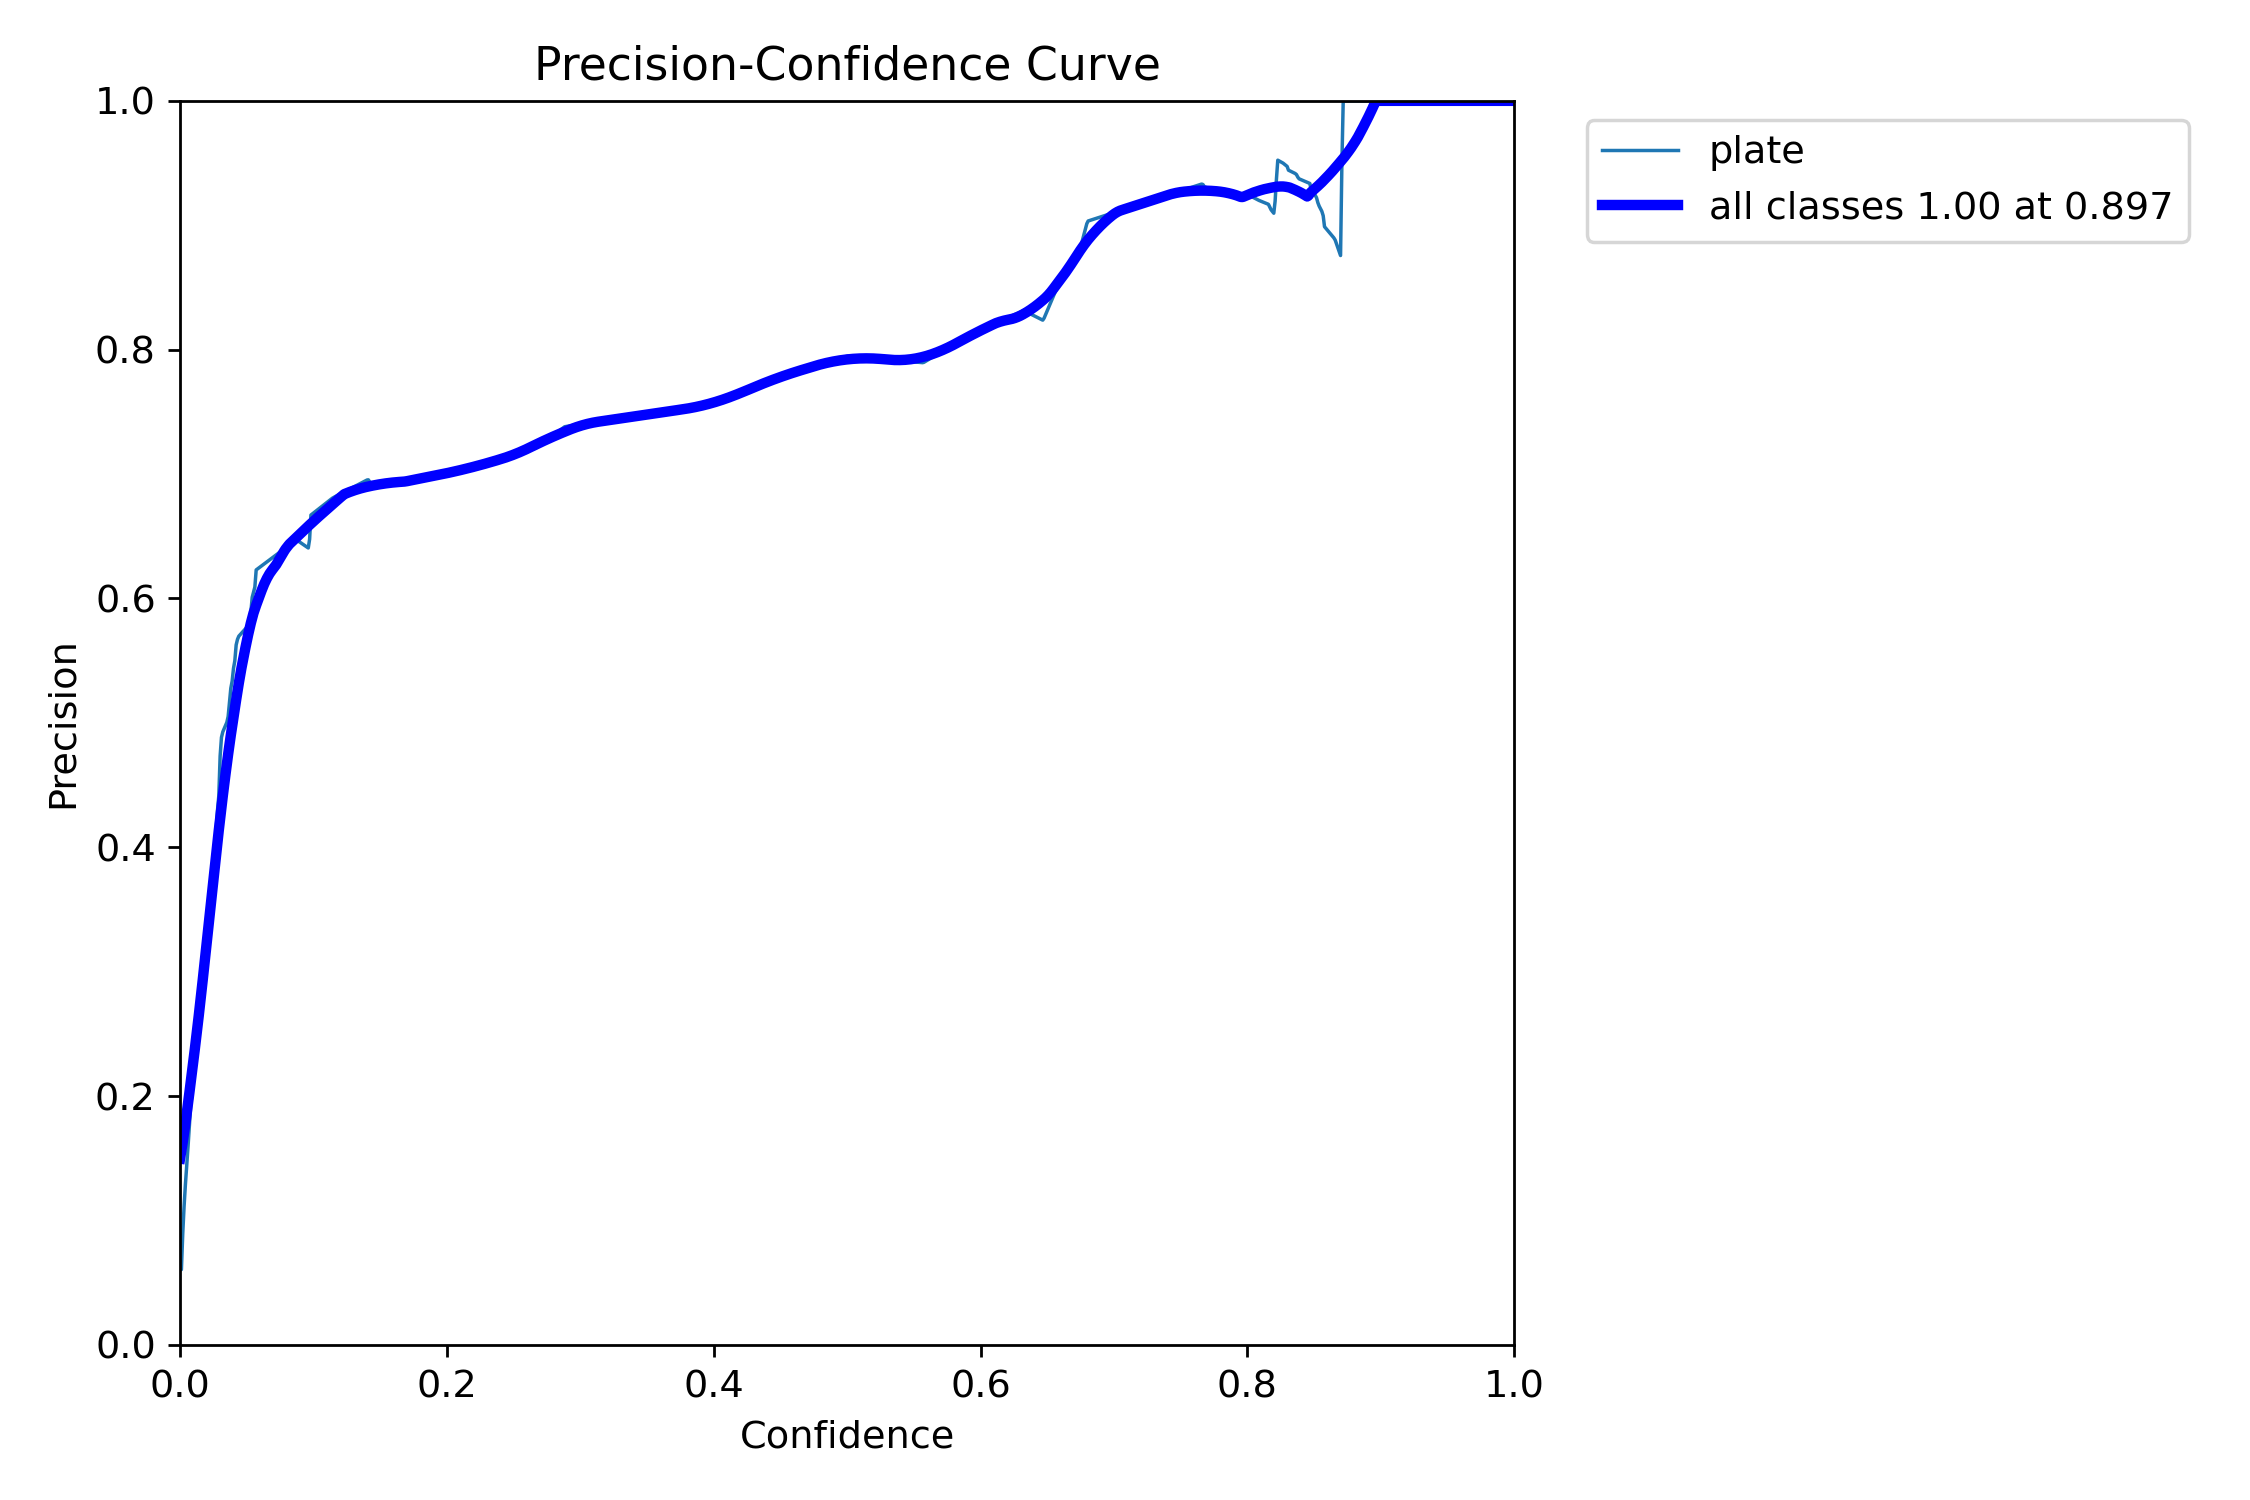 Precision-Confidence Curve
1.0
0.8
0.6
0.4
0.2
0.0
Precision
0.0 0.2 0.4 0.6 0.8 1.0
Confidence
plate
all classes 1.00 at 0.897